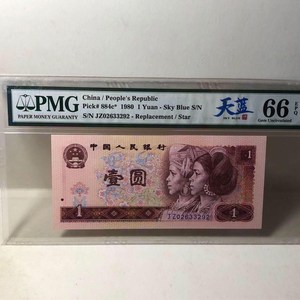 PMG
PAPER MONEY GUARANTY
China / People's Republic
Pick# 884c* 1980 1 Yuan - Sky Blue S/N
S/N JZ02633292 - Replacement / Star
天蓝
66 EPQ
Gem Uncirculated
中国人民银行
1
壹圆
1
JZ02633292
1